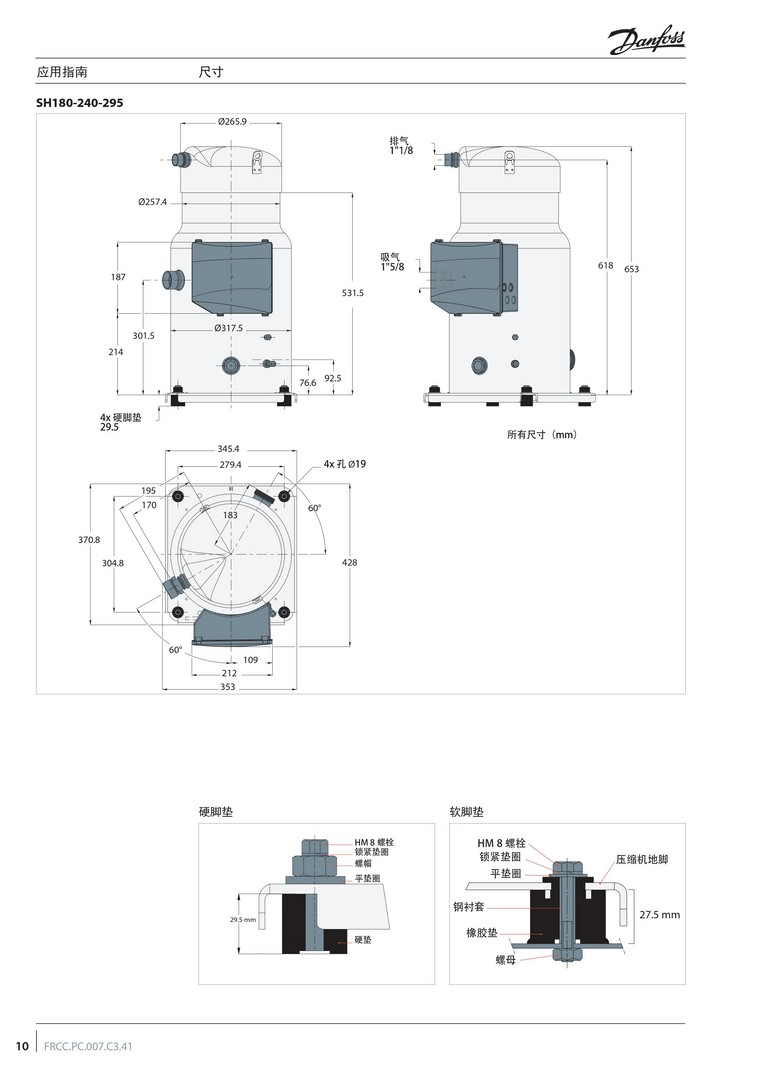 Danfoss
应用指南 尺寸
SH180-240-295
Ø265.9
Ø257.4
187
301.5
214
Ø317.5
531.5
76.6
92.5
4x 硬脚垫
29.5
排气
1"1/8
吸气
1"5/8
618
653
所有尺寸（mm）
345.4
279.4
4x 孔 Ø19
195
170
183
60°
370.8
304.8
428
60°
109
212
353
硬脚垫
HM 8 螺栓
锁紧垫圈
螺帽
平垫圈
29.5 mm
硬垫
软脚垫
HM 8 螺栓
锁紧垫圈
平垫圈
压缩机地脚
钢衬套
27.5 mm
橡胶垫
螺母
10 FRCC.PC.007.C3.41